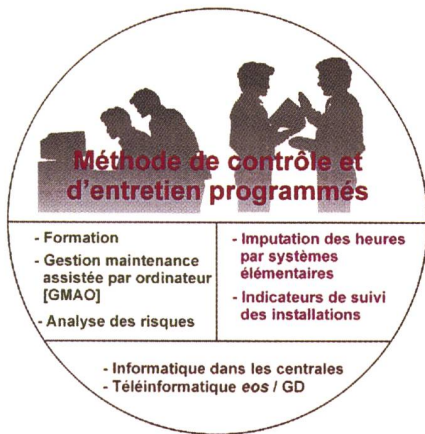 Méthode de contrôle et
d'entretien programmés
- Formation
- Gestion maintenance
assistée par ordinateur
[GMAO]
- Analyse des risques
- Imputation des heures
par systèmes
élémentaires
- Indicateurs de suivi
des installations
- Informatique dans les centrales
- Téléinformatique eos / GD